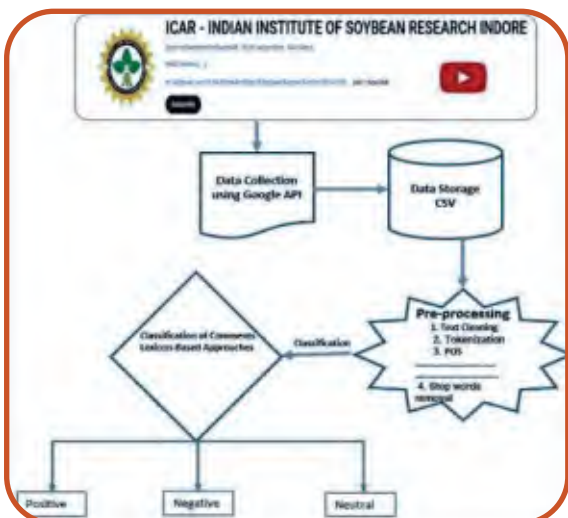 ICAR - INDIAN INSTITUTE OF SOYBEAN RESEARCH INDORE
Data Collection
using Google API
Data Storage
CSV
Pre-processing
1. Text Cleaning
2. Tokenization
3. POS
4. Stop words
removal
Classification
Classification of Comments
Lexicon-Based Approaches
Positive
Negative
Neutral